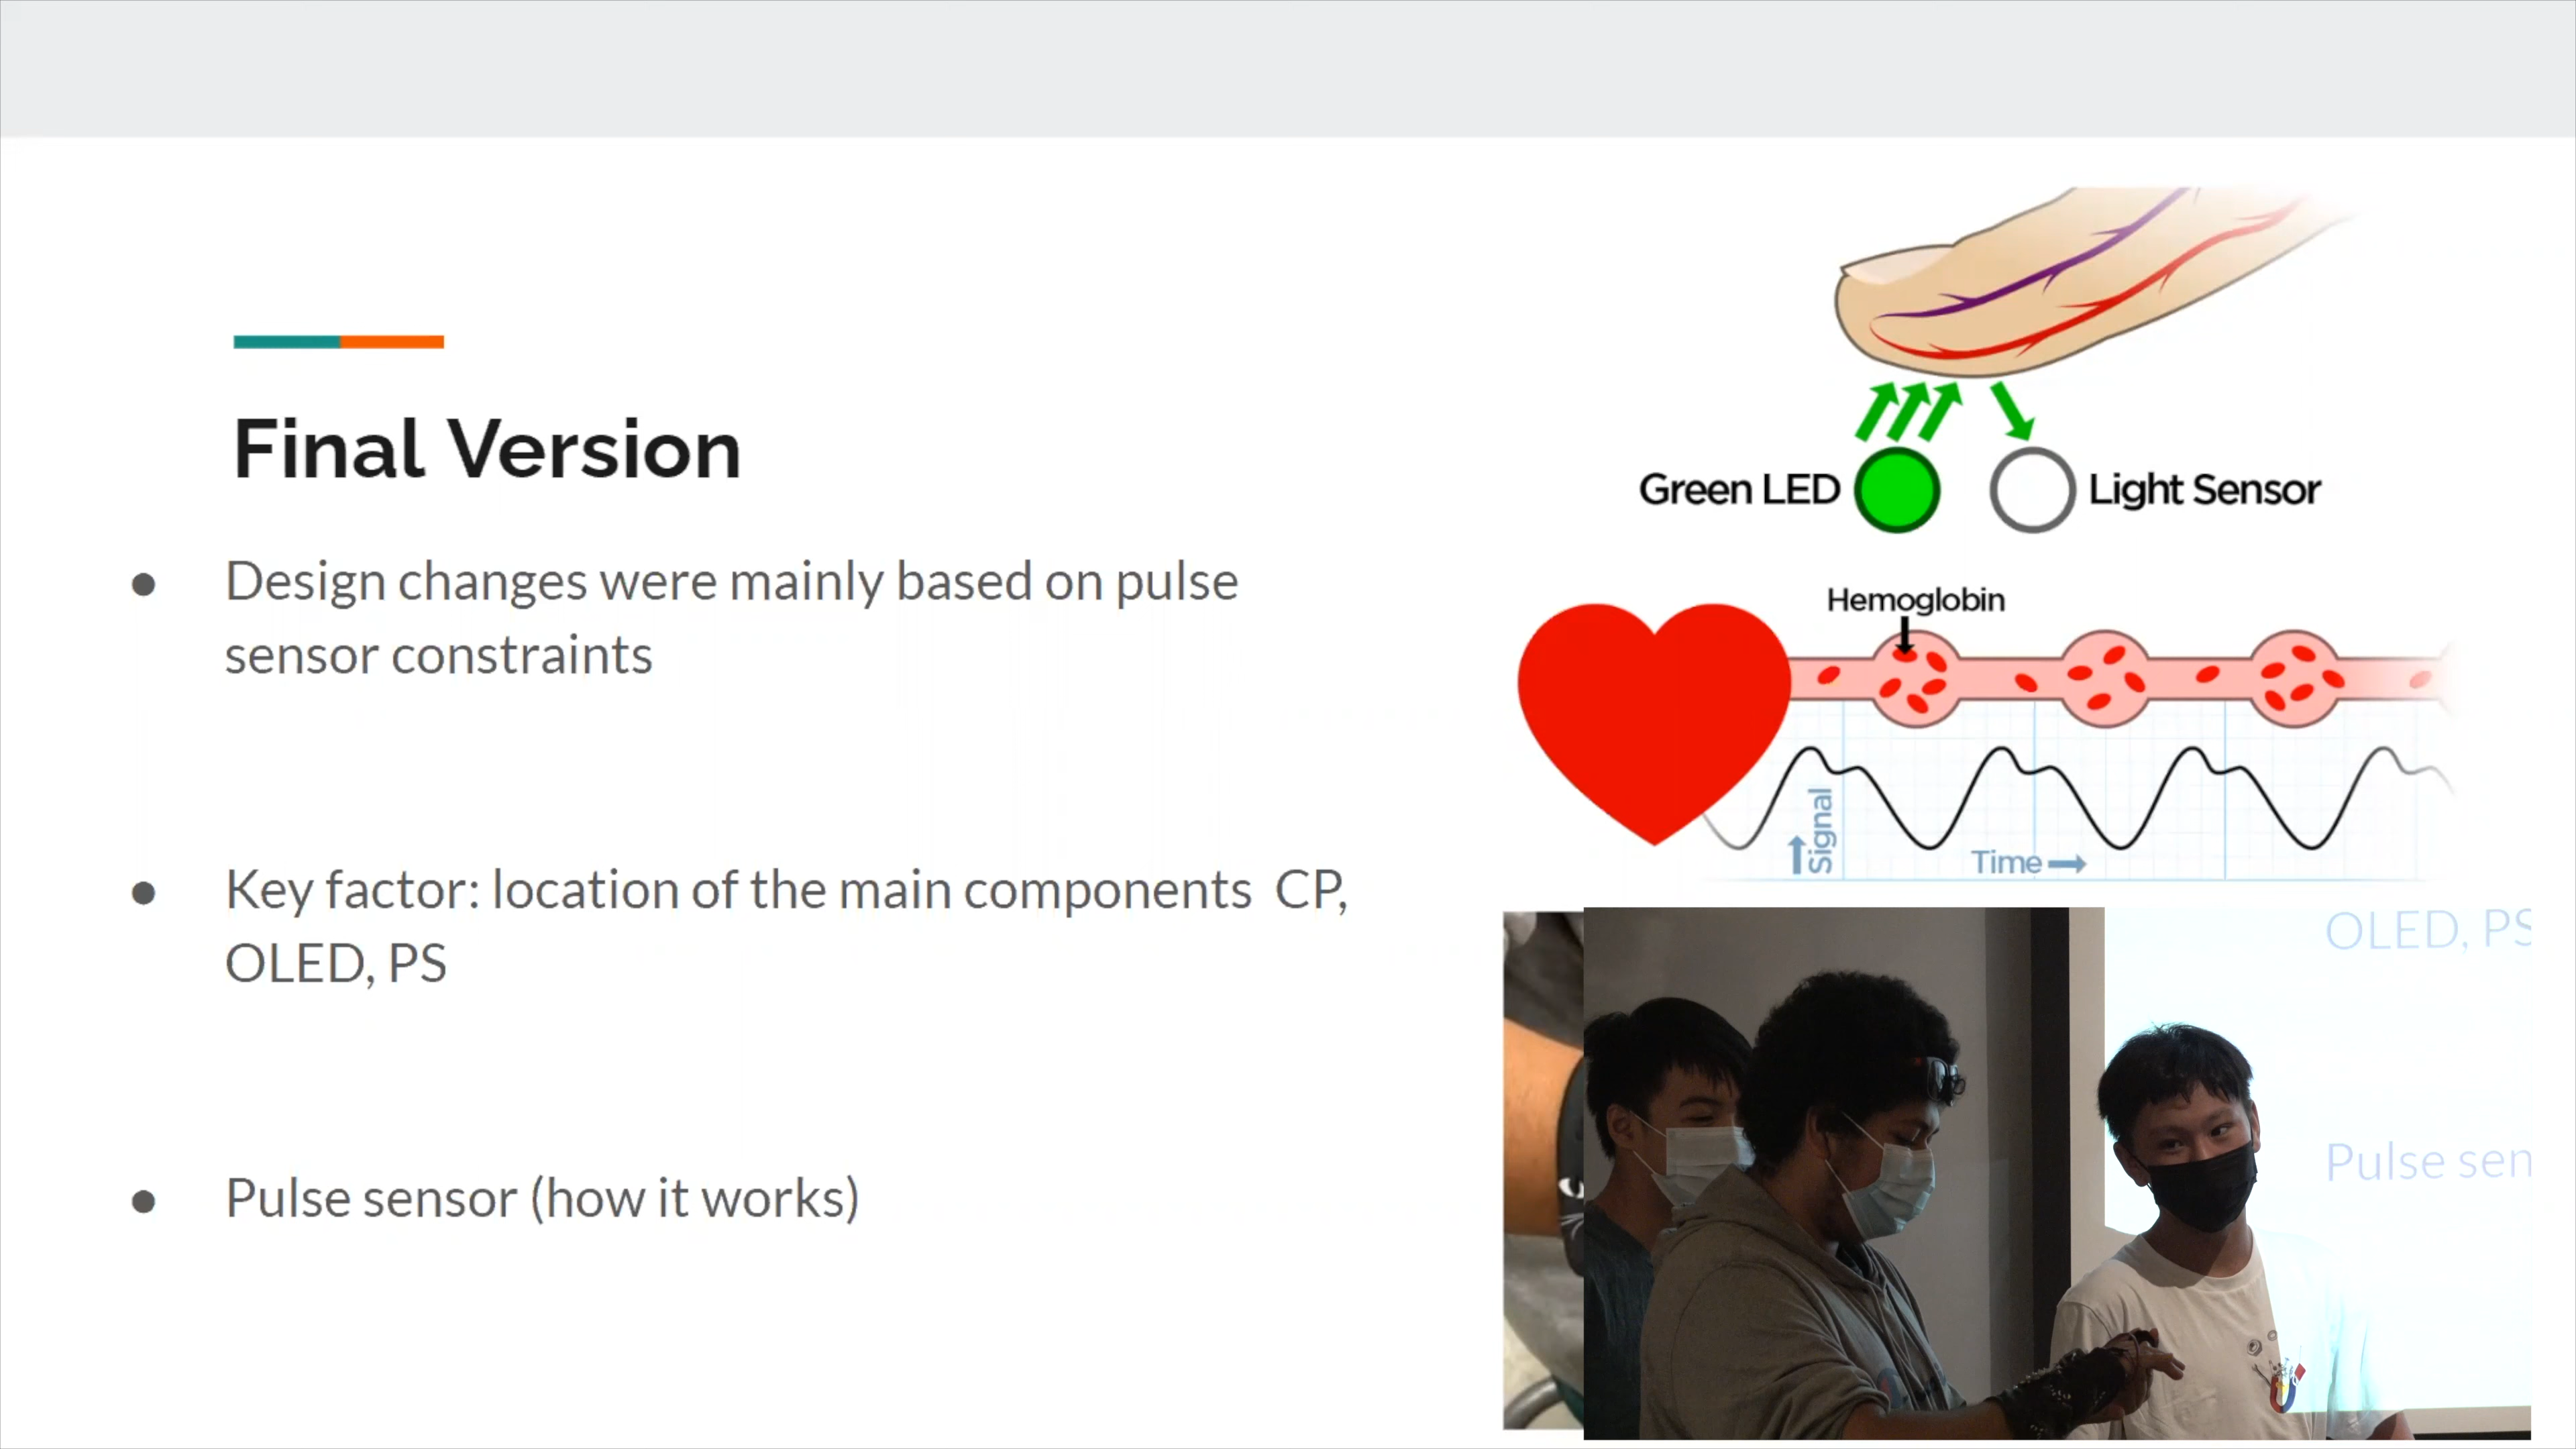 Final Version
● Design changes were mainly based on pulse
sensor constraints
● Key factor: location of the main components CP,
OLED, PS
● Pulse sensor (how it works)
Green LED
Light Sensor
Hemoglobin
Signal
Time
OLED, PS
Pulse sen